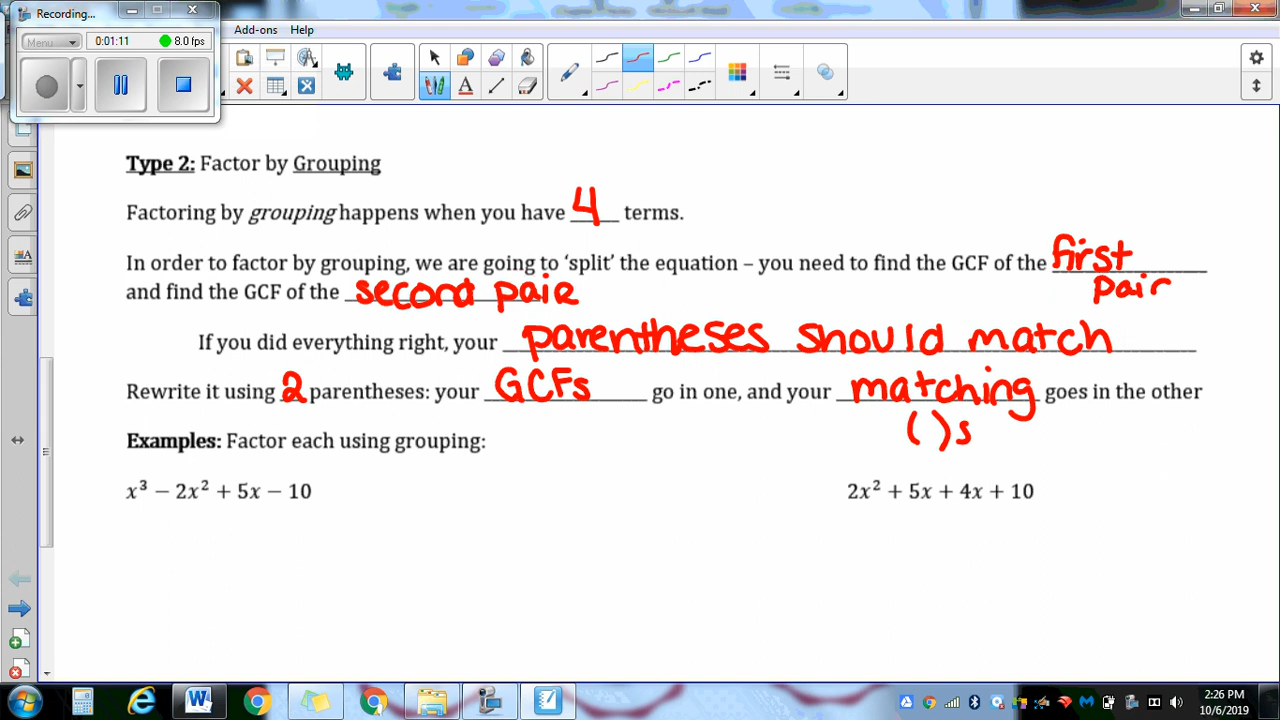 Recording...
Menu 0:01:11 8.0 fps
Add-ons Help
Type 2: Factor by Grouping
Factoring by grouping happens when you have 4 terms.
In order to factor by grouping, we are going to ‘split’ the equation – you need to find the GCF of the first pair
and find the GCF of the second pair
If you did everything right, your parentheses should match
Rewrite it using 2 parentheses: your GCFs go in one, and your matching ( )s goes in the other
Examples: Factor each using grouping:
x³ − 2x² + 5x − 10 2x² + 5x + 4x + 10
2:26 PM
10/6/2019